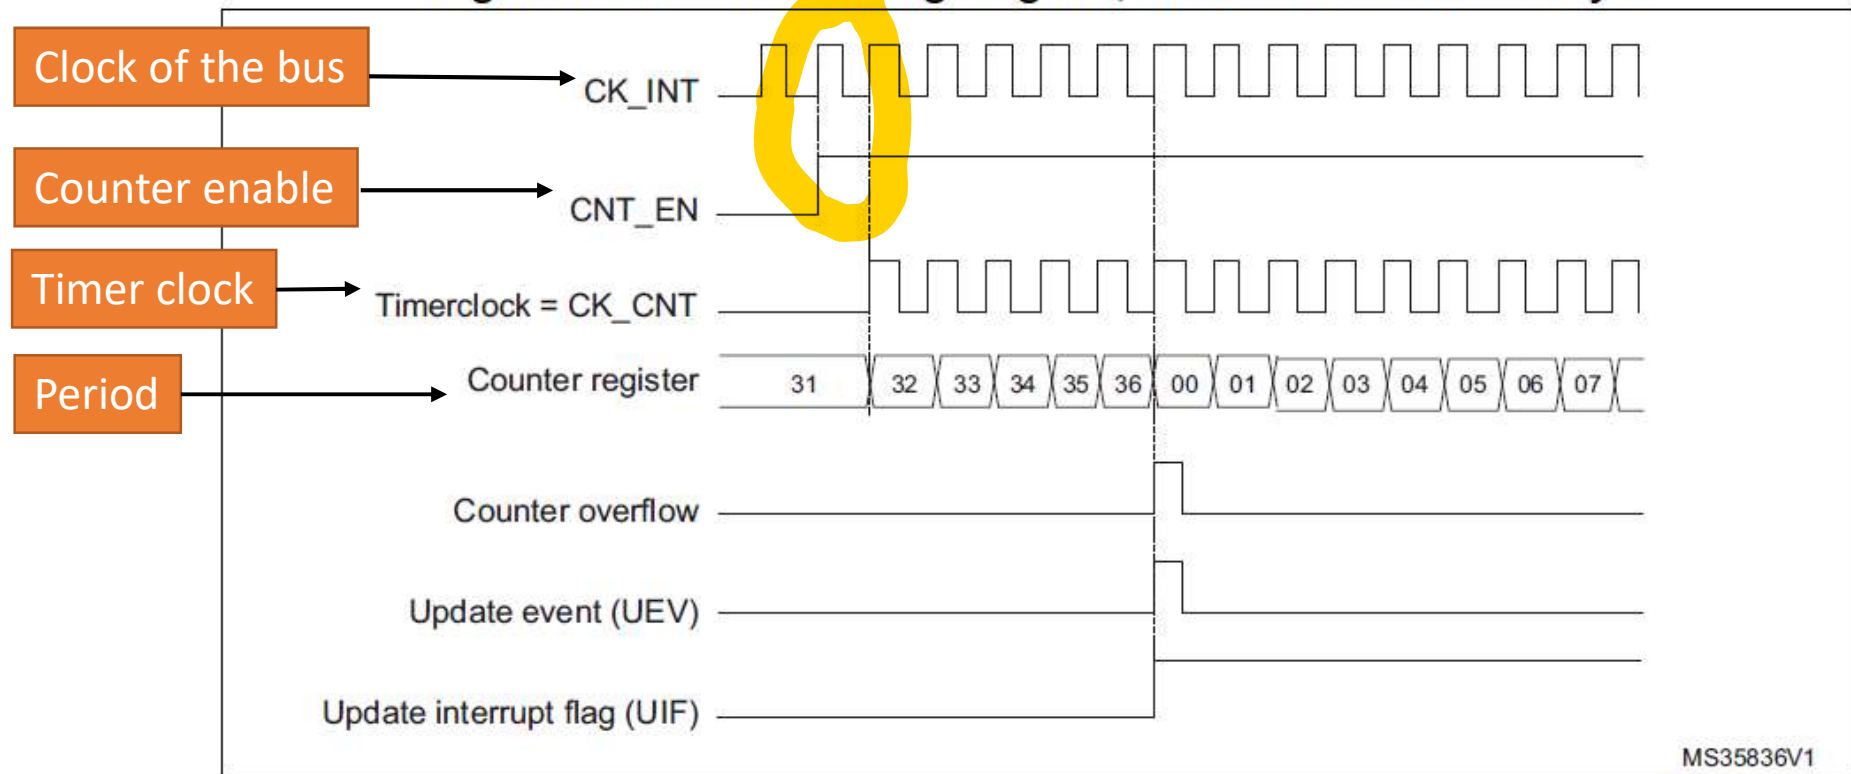 Clock of the bus
CK_INT
Counter enable
CNT_EN
Timer clock
Timerclock = CK_CNT
Period
Counter register
31 32 33 34 35 36 00 01 02 03 04 05 06 07
Counter overflow
Update event (UEV)
Update interrupt flag (UIF)
MS35836V1